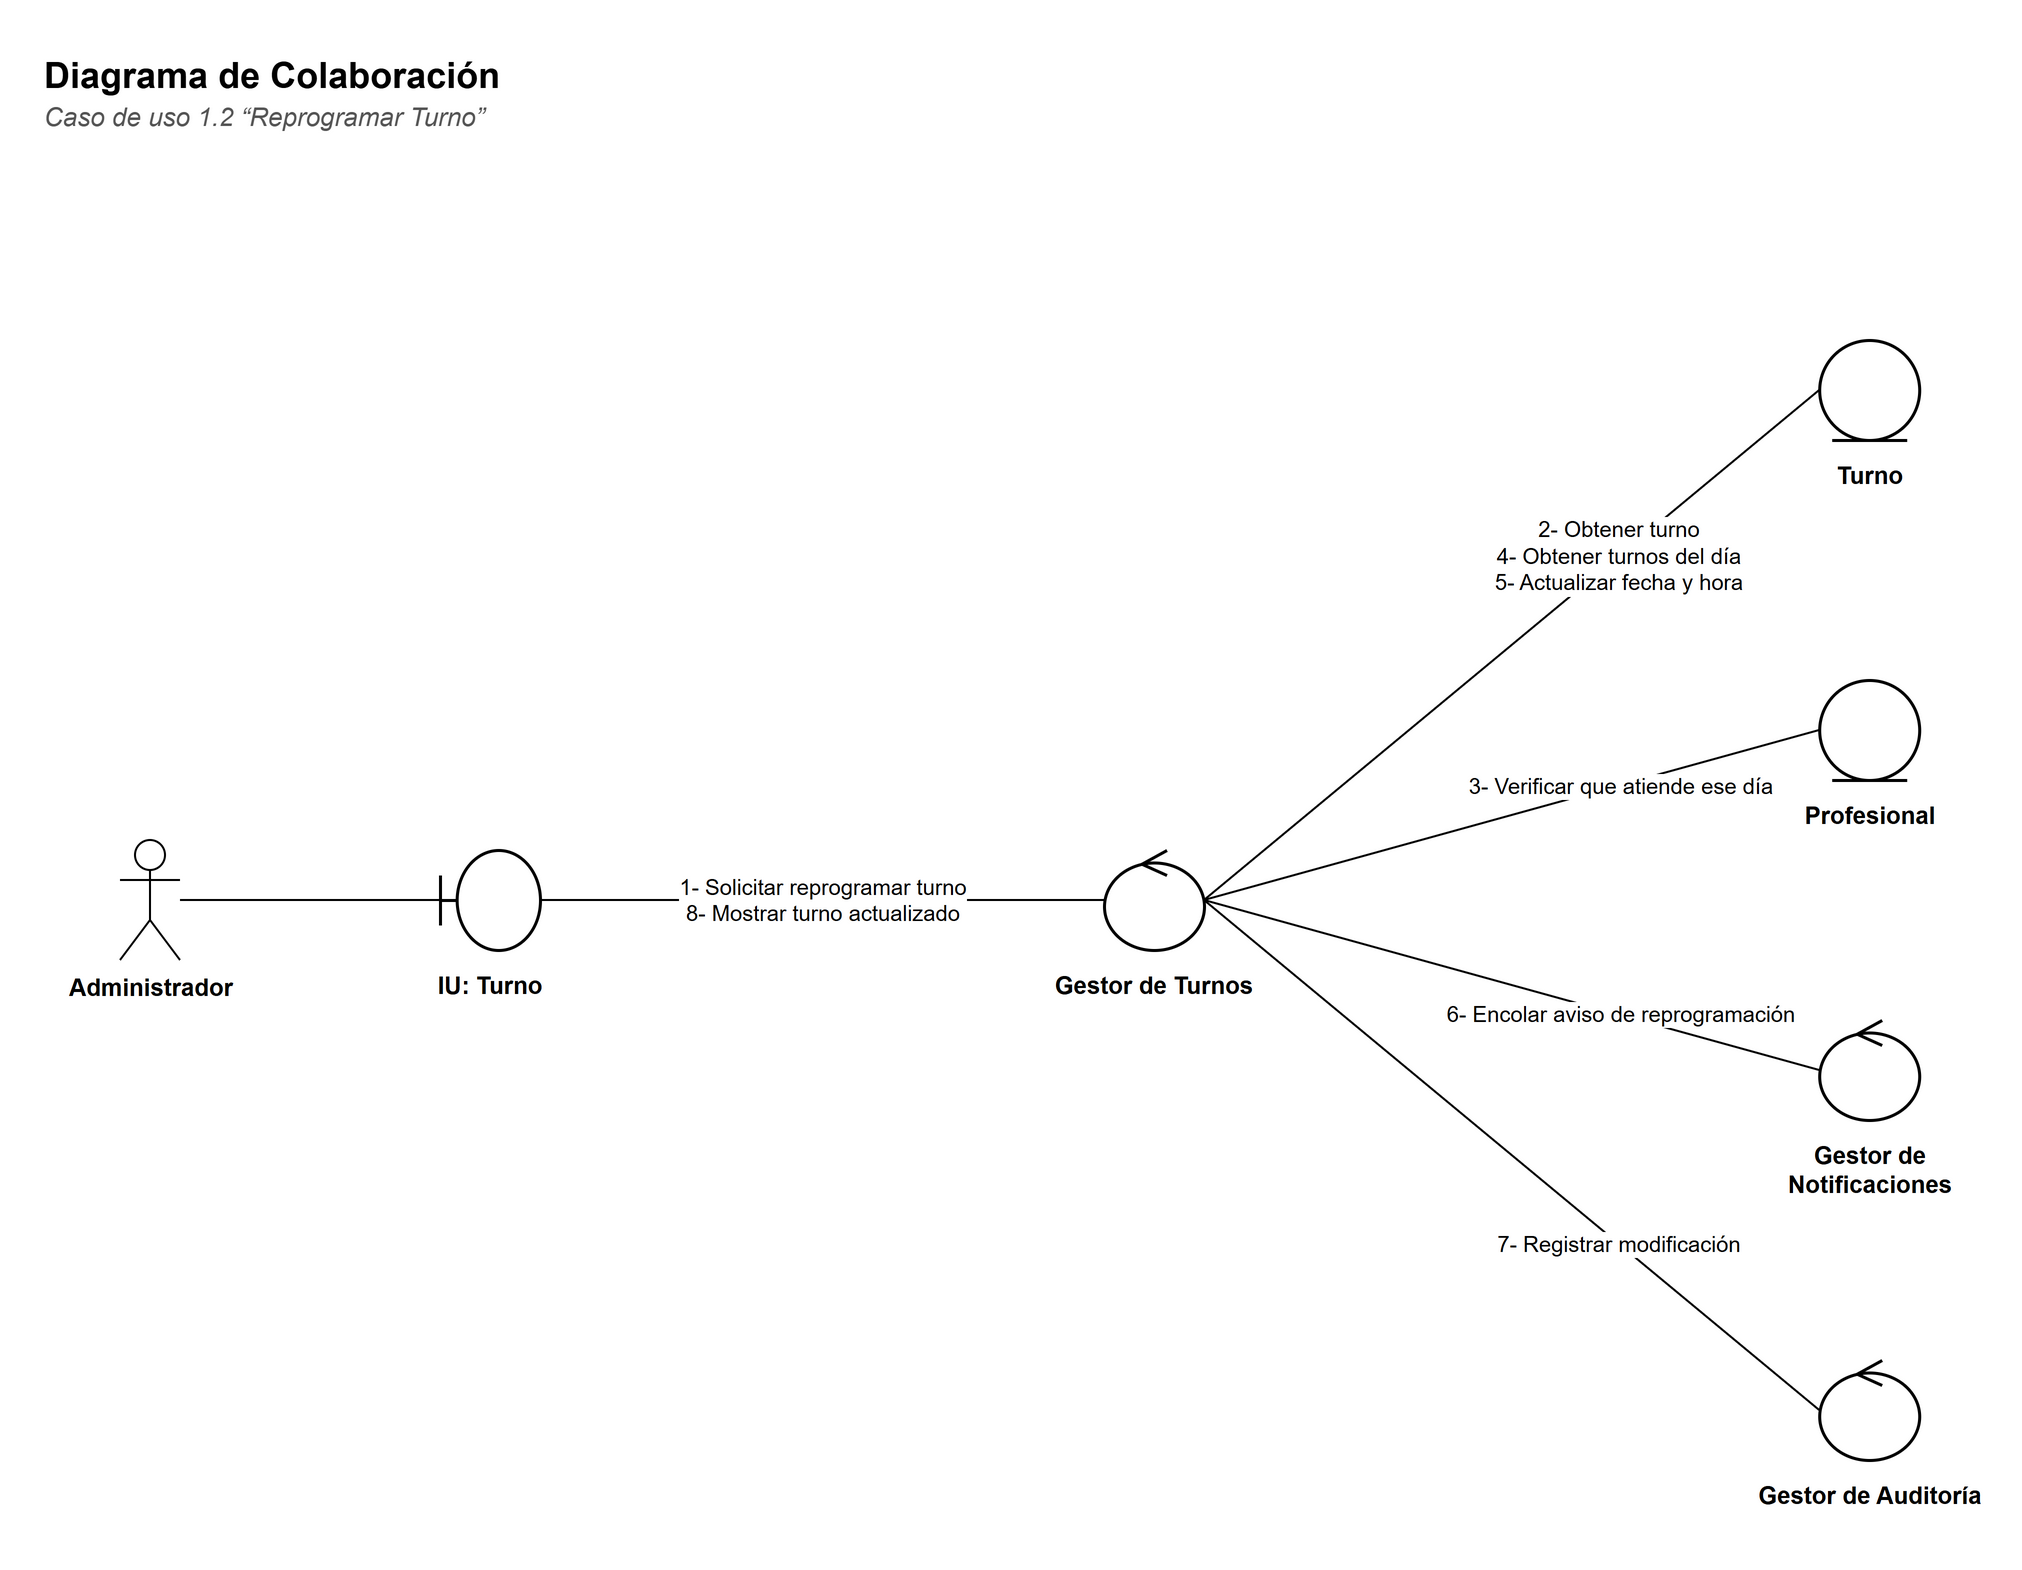 Diagrama de Colaboración
Caso de uso 1.2 “Reprogramar Turno”
Turno
2- Obtener turno
4- Obtener turnos del día
5- Actualizar fecha y hora
Profesional
3- Verificar que atiende ese día
Administrador
IU: Turno
1- Solicitar reprogramar turno
8- Mostrar turno actualizado
Gestor de Turnos
6- Encolar aviso de reprogramación
Gestor de
Notificaciones
7- Registrar modificación
Gestor de Auditoría